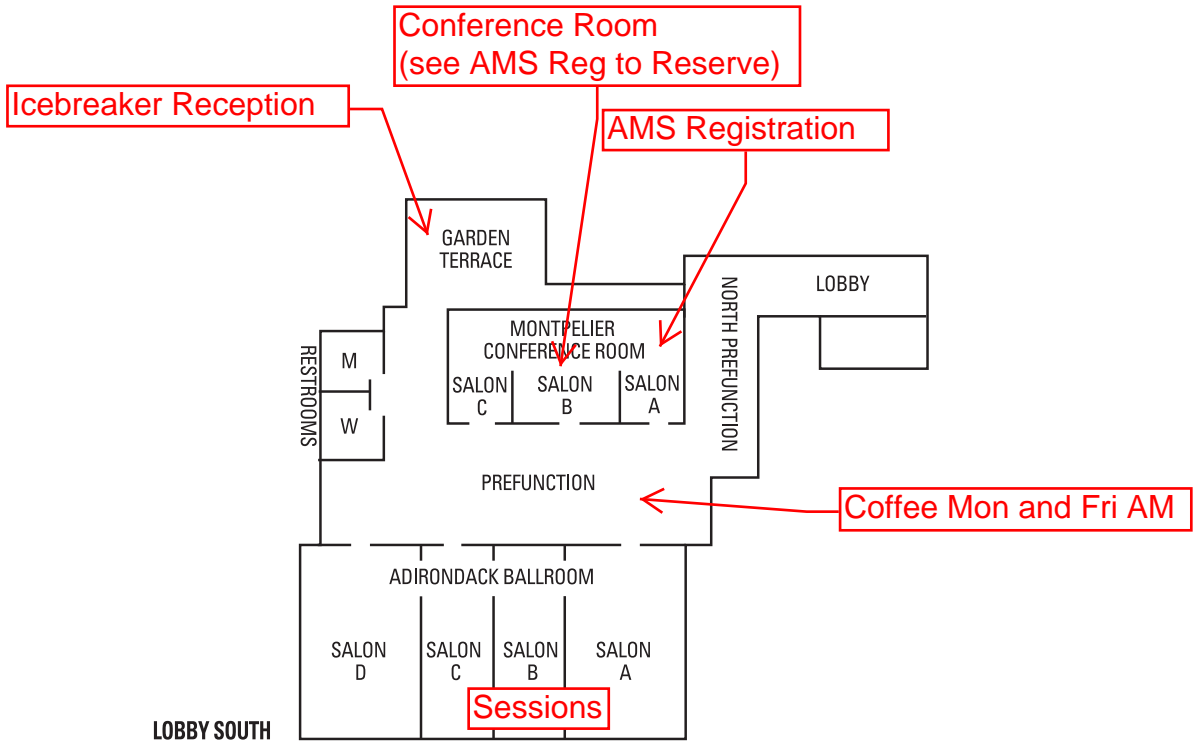 Conference Room
(see AMS Reg to Reserve)
Icebreaker Reception
AMS Registration
GARDEN
TERRACE
LOBBY
NORTH PREFUNCTION
MONTPELIER
CONFERENCE ROOM
RESTROOMS
M
SALON
C
SALON
B
SALON
A
W
PREFUNCTION
Coffee Mon and Fri AM
ADIRONDACK BALLROOM
SALON
D
SALON
C
SALON
B
SALON
A
Sessions
LOBBY SOUTH